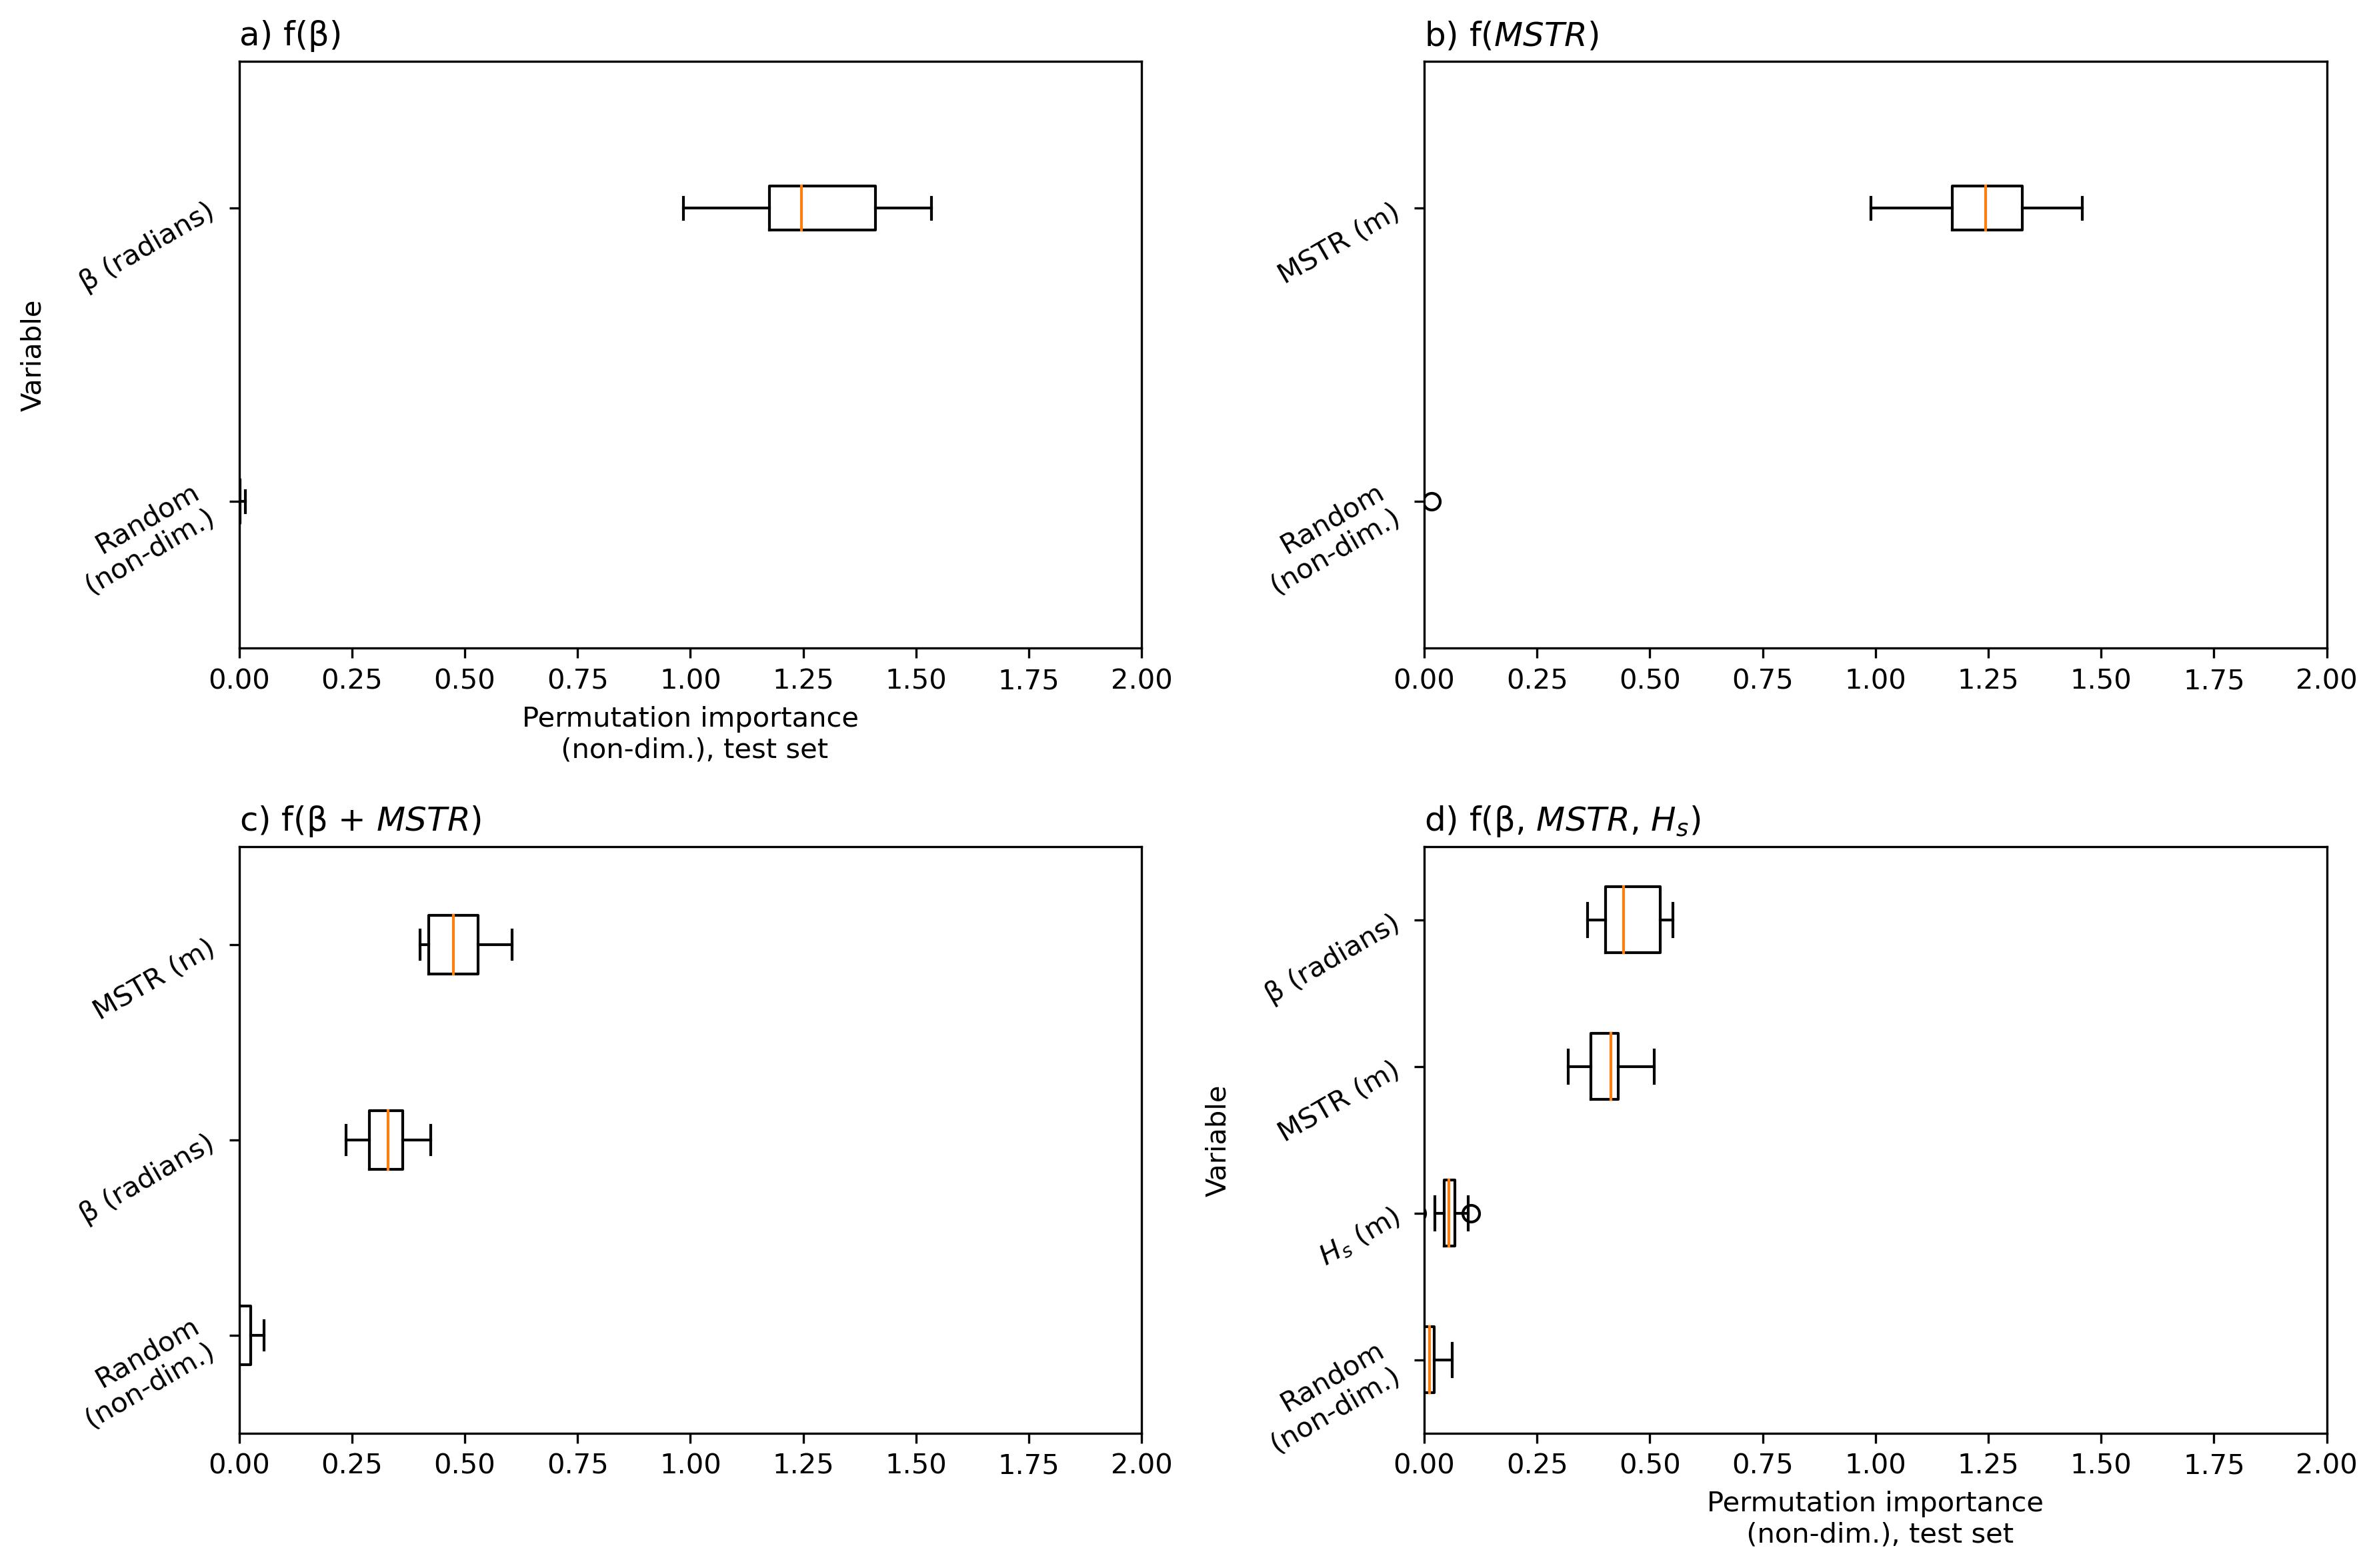 a) f(β)
Variable
β (radians)
Random
(non-dim.)
0.00 0.25 0.50 0.75 1.00 1.25 1.50 1.75 2.00
Permutation importance
(non-dim.), test set
b) f(MSTR)
MSTR (m)
Random
(non-dim.)
0.00 0.25 0.50 0.75 1.00 1.25 1.50 1.75 2.00
c) f(β + MSTR)
MSTR (m)
β (radians)
Random
(non-dim.)
0.00 0.25 0.50 0.75 1.00 1.25 1.50 1.75 2.00
d) f(β, MSTR, Hₛ)
Variable
β (radians)
MSTR (m)
Hₛ (m)
Random
(non-dim.)
0.00 0.25 0.50 0.75 1.00 1.25 1.50 1.75 2.00
Permutation importance
(non-dim.), test set